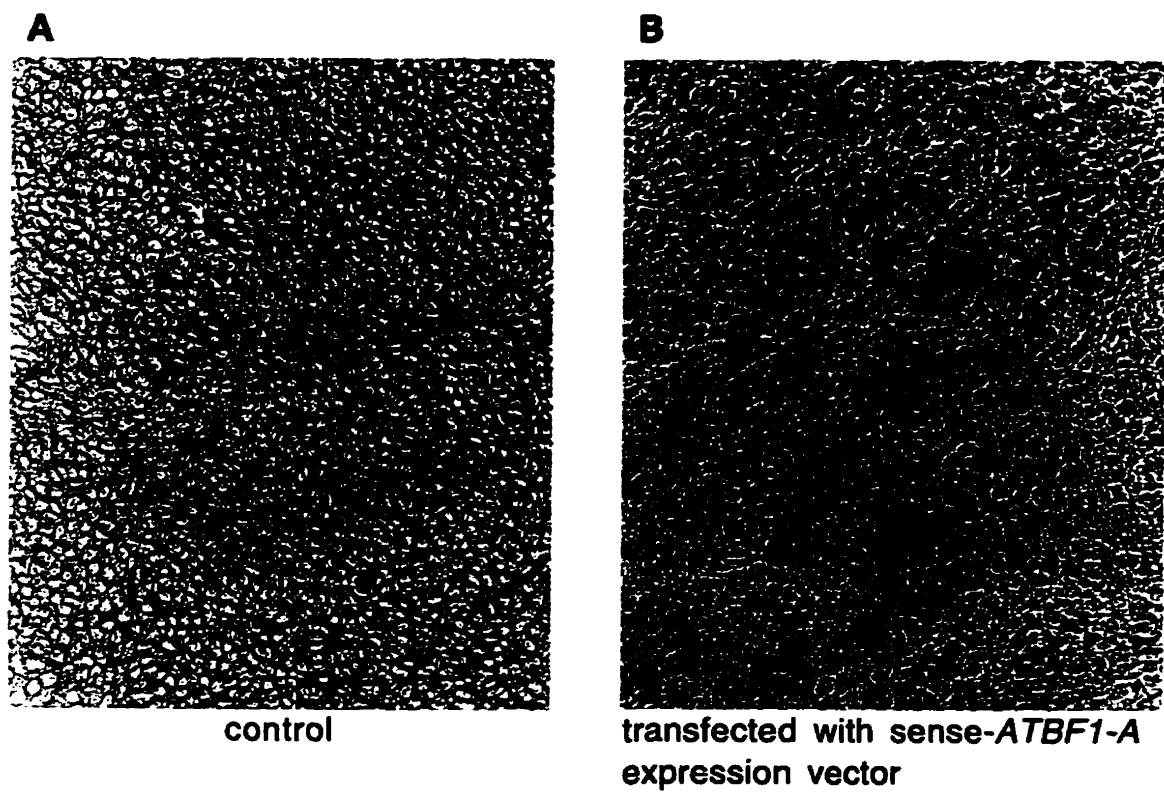 A
B
control
transfected with sense-ATBF1-A
expression vector